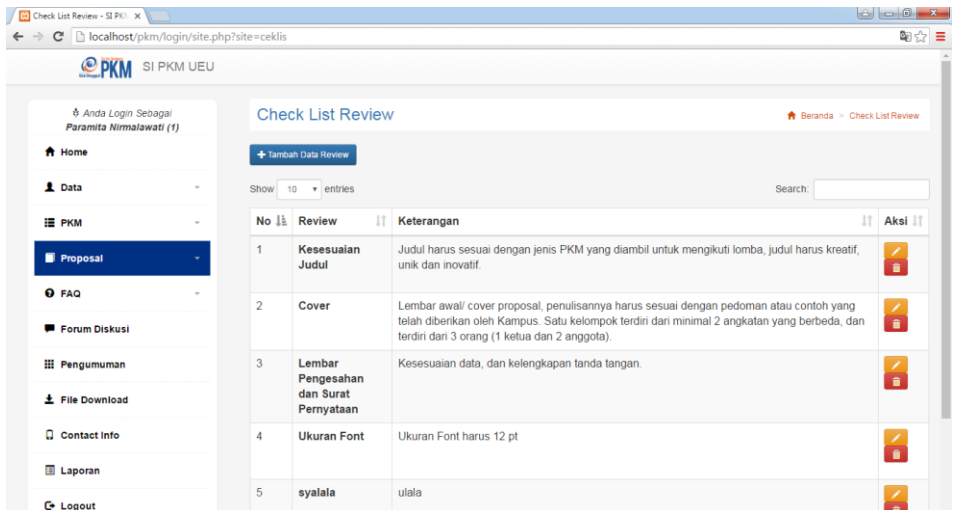 Check List Review - SI PKM
localhost/pkm/login/site.php?site=ceklis
PKM SI PKM UEU
Anda Login Sebagai
Paramita Nirmalawati (1)
Home
Data
PKM
Proposal
FAQ
Forum Diskusi
Pengumuman
File Download
Contact Info
Laporan
Logout
Check List Review
Beranda > Check List Review
+ Tambah Data Review
Show 10 entries
Search:
No Review Keterangan Aksi
1 Kesesuaian Judul harus sesuai dengan jenis PKM yang diambil untuk mengikuti lomba, judul harus kreatif,
Judul unik dan inovatif.
2 Cover Lembar awal/ cover proposal, penulisannya harus sesuai dengan pedoman atau contoh yang
telah diberikan oleh Kampus. Satu kelompok terdiri dari minimal 2 angkatan yang berbeda, dan
terdiri dari 3 orang (1 ketua dan 2 anggota).
3 Lembar Kesesuaian data, dan kelengkapan tanda tangan.
Pengesahan
dan Surat
Pernyataan
4 Ukuran Font Ukuran Font harus 12 pt
5 syalala ulala